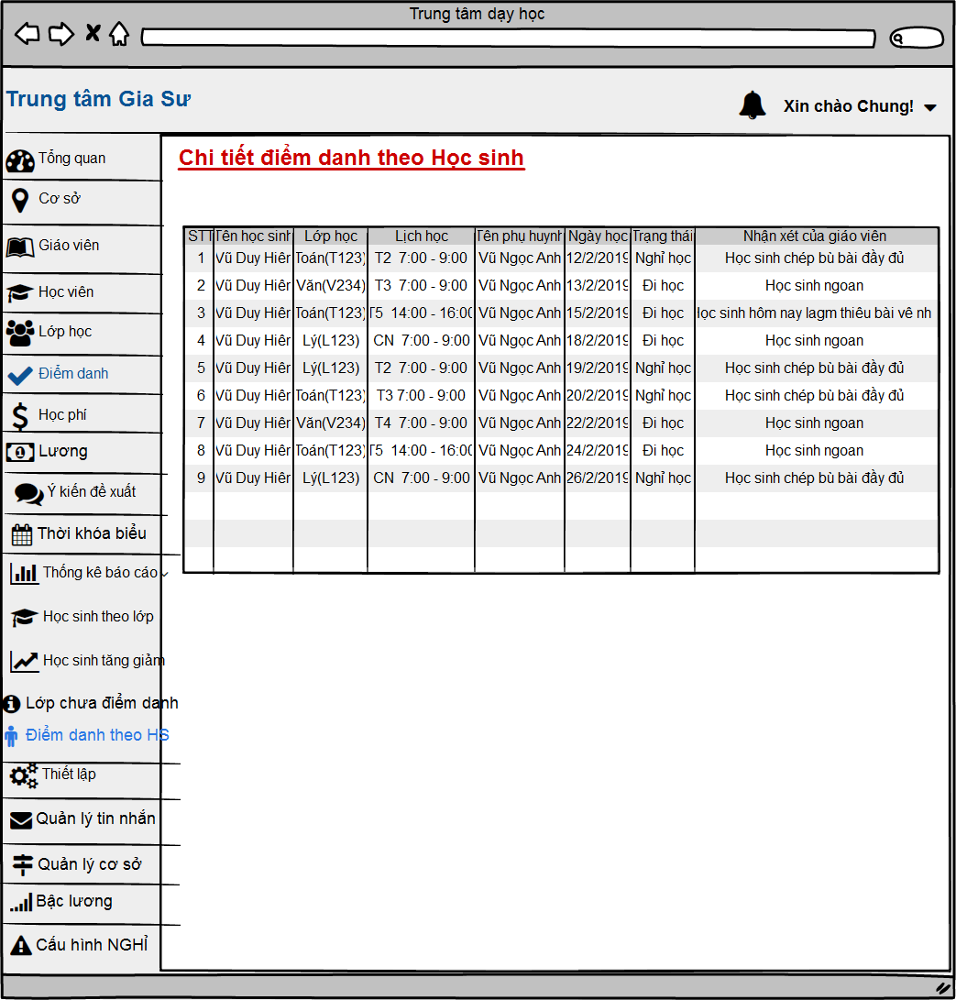 Trung tâm dạy học
Trung tâm Gia Sư
Xin chào Chung!
Tổng quan
Cơ sở
Giáo viên
Học viên
Lớp học
Điểm danh
Học phí
Lương
Ý kiến đề xuất
Thời khóa biểu
Thống kê báo cáo
Học sinh theo lớp
Học sinh tăng giảm
Lớp chưa điểm danh
Điểm danh theo HS
Thiết lập
Quản lý tin nhắn
Quản lý cơ sở
Bậc lương
Cấu hình NGHỈ
Chi tiết điểm danh theo Học sinh
STT Tên học sinh Lớp học Lịch học Tên phụ huynh Ngày học Trạng thái Nhận xét của giáo viên
1 Vũ Duy Hiên Toán(T123) T2 7:00 - 9:00 Vũ Ngọc Anh 12/2/2019 Nghỉ học Học sinh chép bù bài đầy đủ
2 Vũ Duy Hiên Văn(V234) T3 7:00 - 9:00 Vũ Ngọc Anh 13/2/2019 Đi học Học sinh ngoan
3 Vũ Duy Hiên Toán(T123) T5 14:00 - 16:00 Vũ Ngọc Anh 15/2/2019 Đi học Học sinh hôm nay lagm thiêu bài vê nh
4 Vũ Duy Hiên Lý(L123) CN 7:00 - 9:00 Vũ Ngọc Anh 18/2/2019 Đi học Học sinh ngoan
5 Vũ Duy Hiên Lý(L123) T2 7:00 - 9:00 Vũ Ngọc Anh 19/2/2019 Nghỉ học Học sinh chép bù bài đầy đủ
6 Vũ Duy Hiên Toán(T123) T3 7:00 - 9:00 Vũ Ngọc Anh 20/2/2019 Nghỉ học Học sinh chép bù bài đầy đủ
7 Vũ Duy Hiên Văn(V234) T4 7:00 - 9:00 Vũ Ngọc Anh 22/2/2019 Đi học Học sinh ngoan
8 Vũ Duy Hiên Toán(T123) T5 14:00 - 16:00 Vũ Ngọc Anh 24/2/2019 Đi học Học sinh ngoan
9 Vũ Duy Hiên Lý(L123) CN 7:00 - 9:00 Vũ Ngọc Anh 26/2/2019 Nghỉ học Học sinh chép bù bài đầy đủ